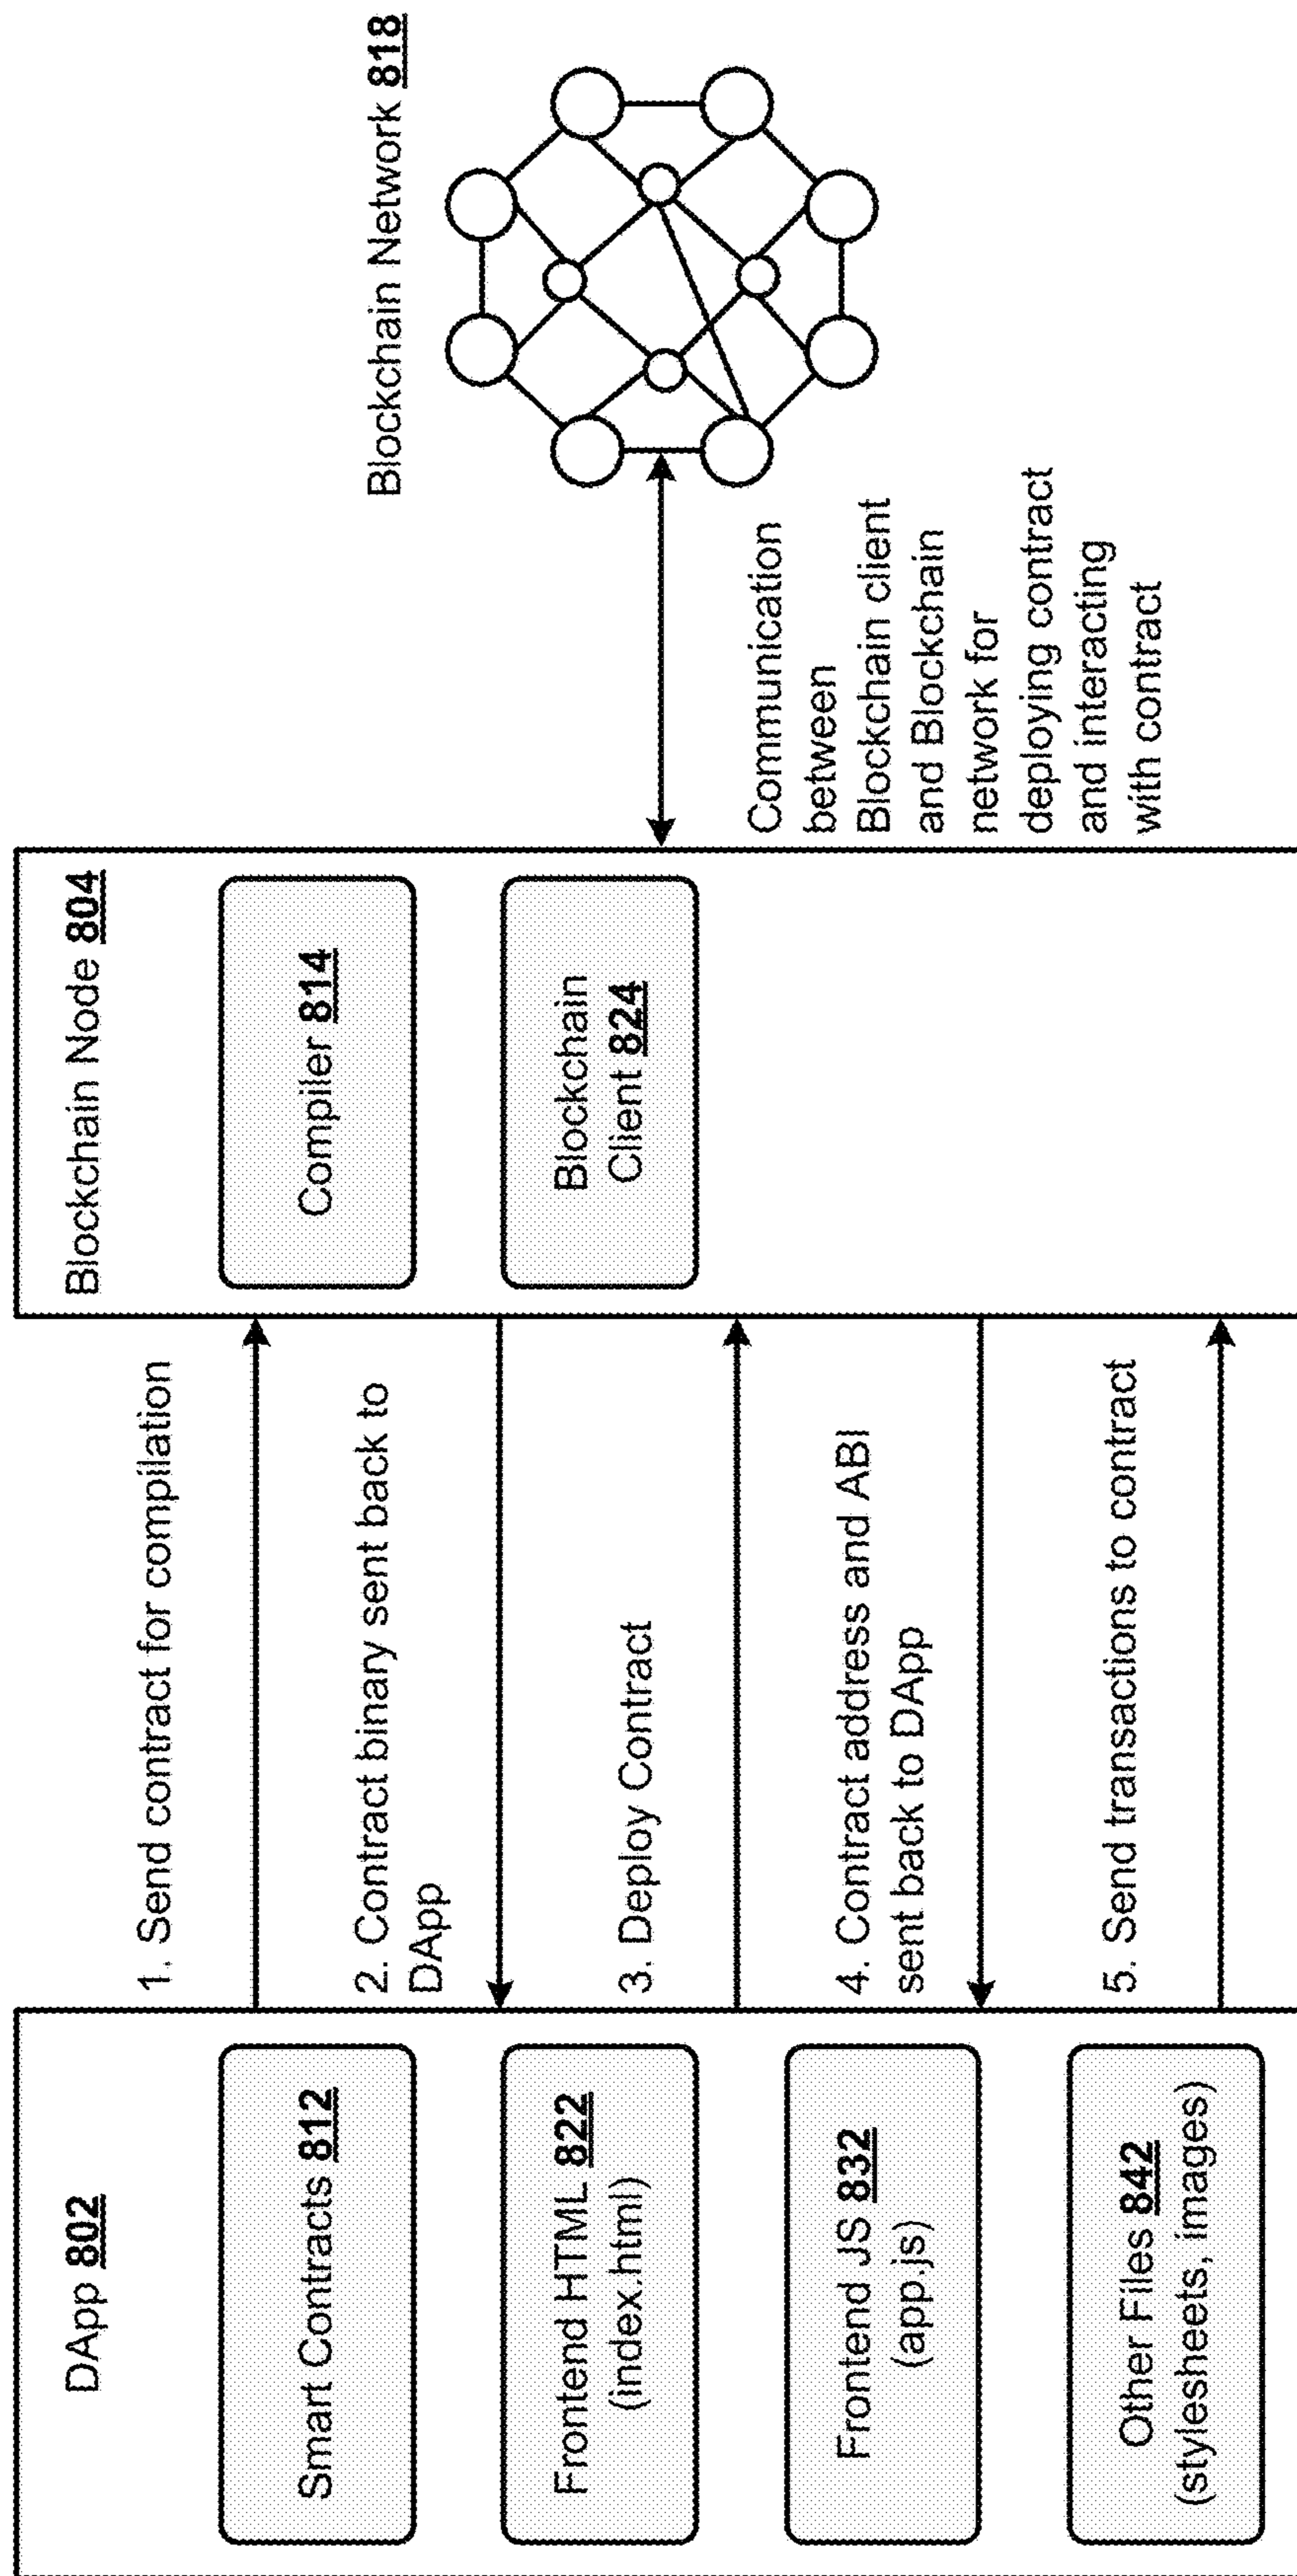 DApp 802
Smart Contracts 812
Frontend HTML 822
(index.html)
Frontend JS 832
(app.js)
Other Files 842
(stylesheets, images)
1. Send contract for compilation
2. Contract binary sent back to
DApp
3. Deploy Contract
4. Contract address and ABI
sent back to DApp
5. Send transactions to contract
Blockchain Node 804
Compiler 814
Blockchain
Client 824
Blockchain Network 818
Communication
between
Blockchain client
and Blockchain
network for
deploying contract
and interacting
with contract